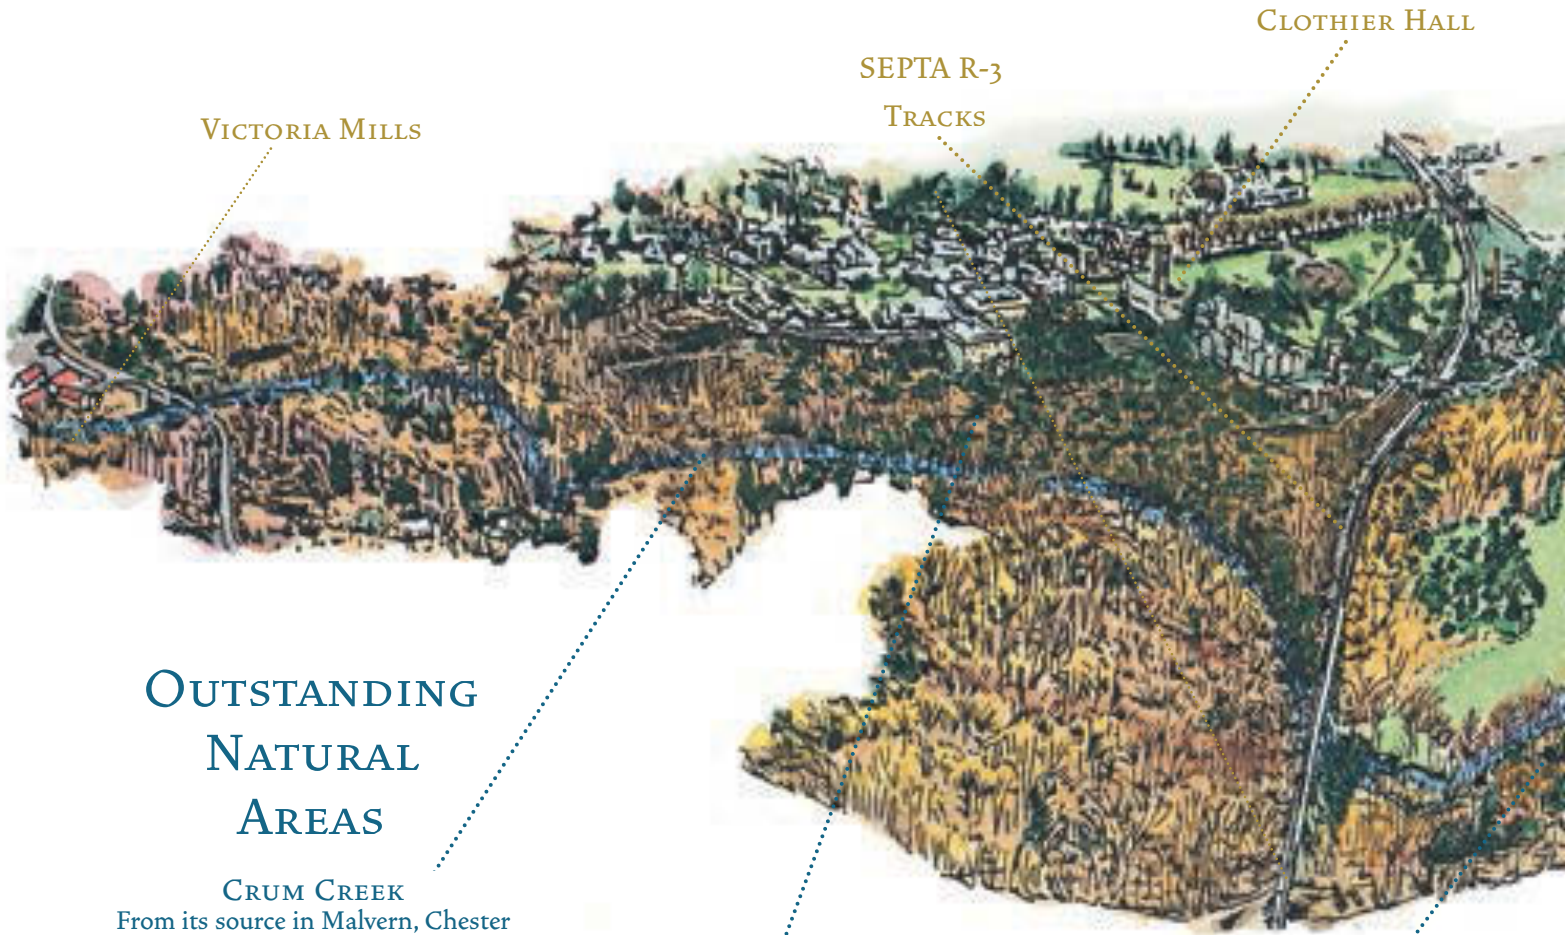 Clothier Hall
SEPTA R-3
Tracks
Victoria Mills
Outstanding
Natural
Areas
Crum Creek
From its source in Malvern, Chester